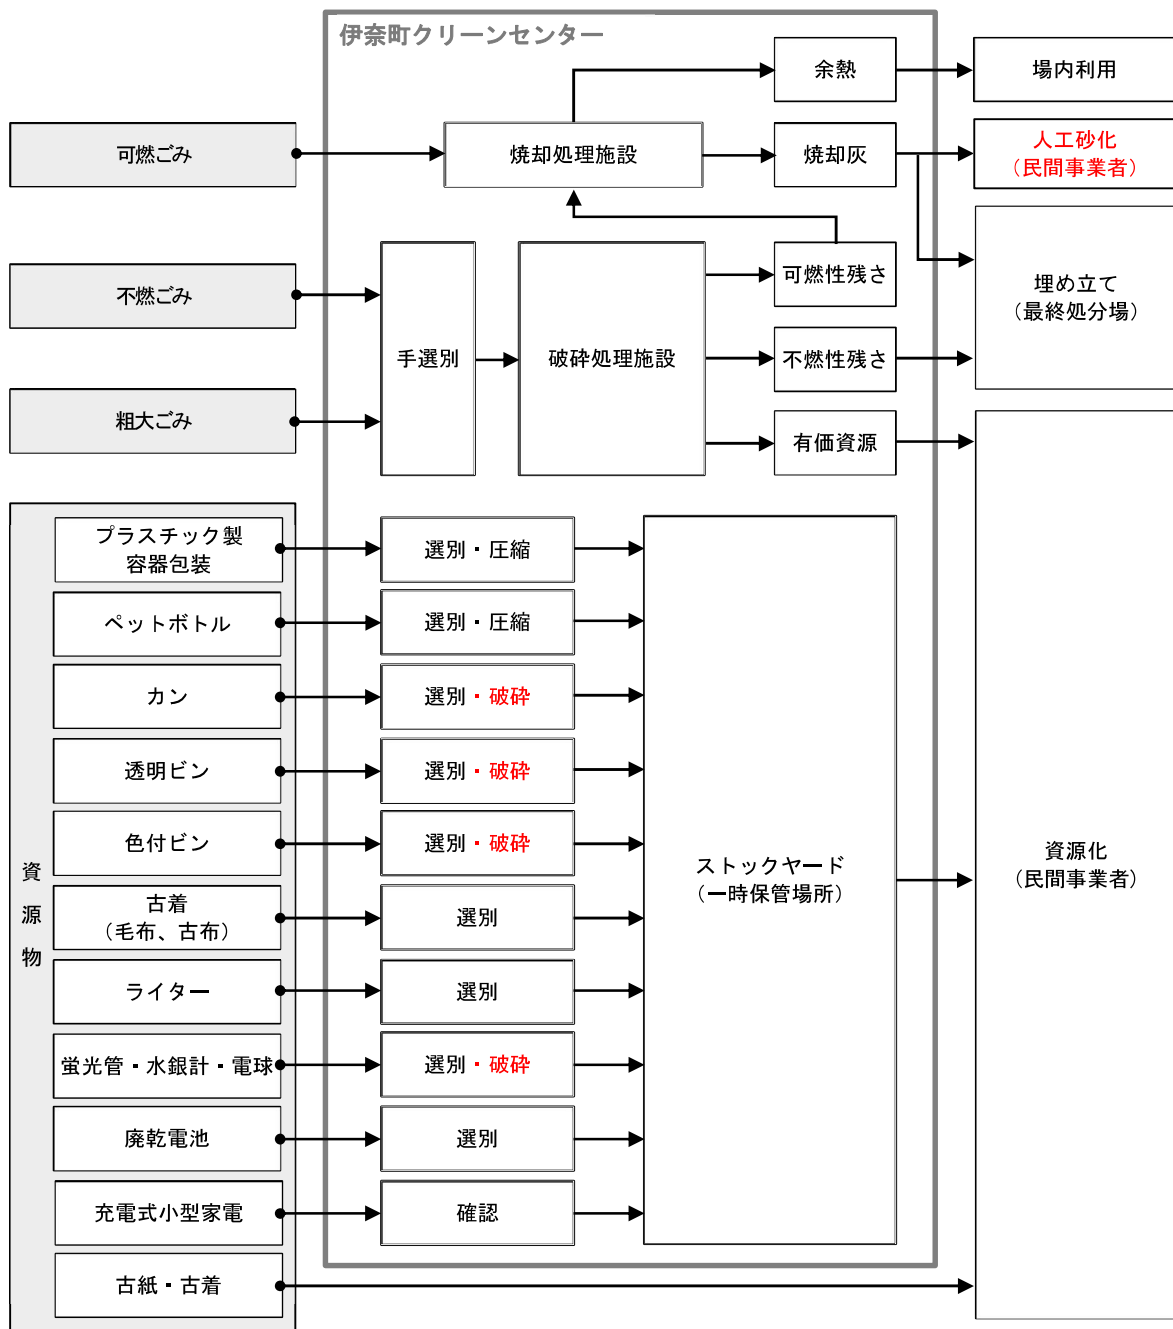 伊奈町クリーンセンター
余熱
場内利用
可燃ごみ
焼却処理施設
焼却灰
人工砂化
（民間事業者）
不燃ごみ
粗大ごみ
手選別
破砕処理施設
可燃性残さ
不燃性残さ
有価資源
埋め立て
（最終処分場）
資源物
プラスチック製
容器包装
選別・圧縮
ペットボトル
選別・圧縮
カン
選別・破砕
透明ビン
選別・破砕
色付ビン
選別・破砕
古着
（毛布、古布）
選別
ライター
選別
蛍光管・水銀計・電球
選別・破砕
廃乾電池
選別
充電式小型家電
確認
古紙・古着
ストックヤード
（一時保管場所）
資源化
（民間事業者）